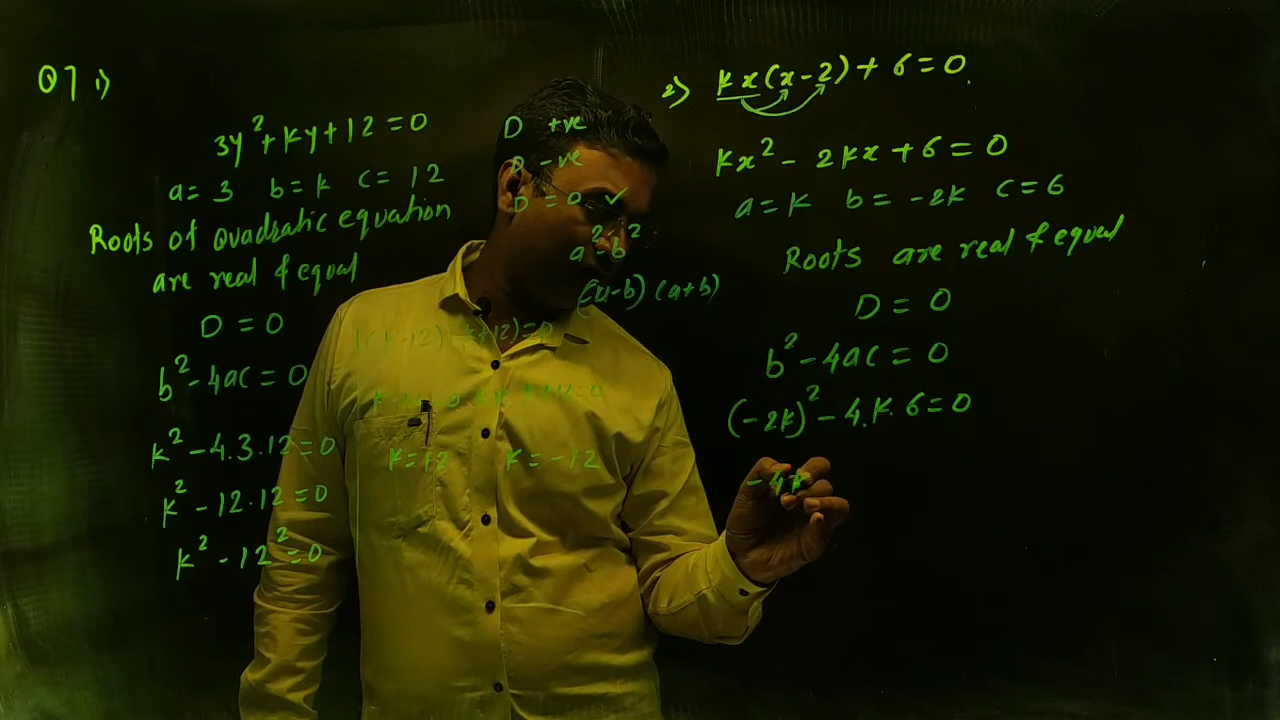 Q 7 1)
3y² + ky + 12 = 0
a = 3 b = k c = 12
Roots of Quadratic equation
are real & equal
D = 0
b² - 4ac = 0
k² - 4.3.12 = 0
k² - 12.12 = 0
k² - 12² = 0
D +ve
D -ve
D = 0 ✓
a² - b²
(a-b) (a+b)
k = 12 k = -12
2) kx(x-2) + 6 = 0
kx² - 2kx + 6 = 0
a = k b = -2k c = 6
Roots are real & equal
D = 0
b² - 4ac = 0
(-2k)² - 4.k.6 = 0
- 4k